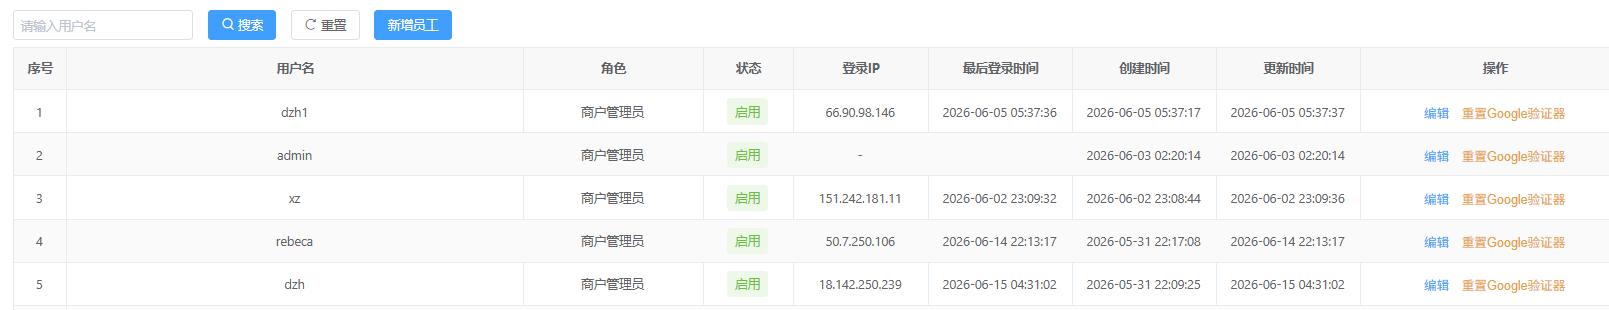 请输入用户名 搜索 重置 新增员工
序号 用户名 角色 状态 登录IP 最后登录时间 创建时间 更新时间 操作
1 dzh1 商户管理员 启用 66.90.98.146 2026-06-05 05:37:36 2026-06-05 05:37:17 2026-06-05 05:37:37 编辑 重置Google验证器
2 admin 商户管理员 启用 - 2026-06-03 02:20:14 2026-06-03 02:20:14 编辑 重置Google验证器
3 xz 商户管理员 启用 151.242.181.11 2026-06-02 23:09:32 2026-06-02 23:08:44 2026-06-02 23:09:36 编辑 重置Google验证器
4 rebeca 商户管理员 启用 50.7.250.106 2026-06-14 22:13:17 2026-05-31 22:17:08 2026-06-14 22:13:17 编辑 重置Google验证器
5 dzh 商户管理员 启用 18.142.250.239 2026-06-15 04:31:02 2026-05-31 22:09:25 2026-06-15 04:31:02 编辑 重置Google验证器